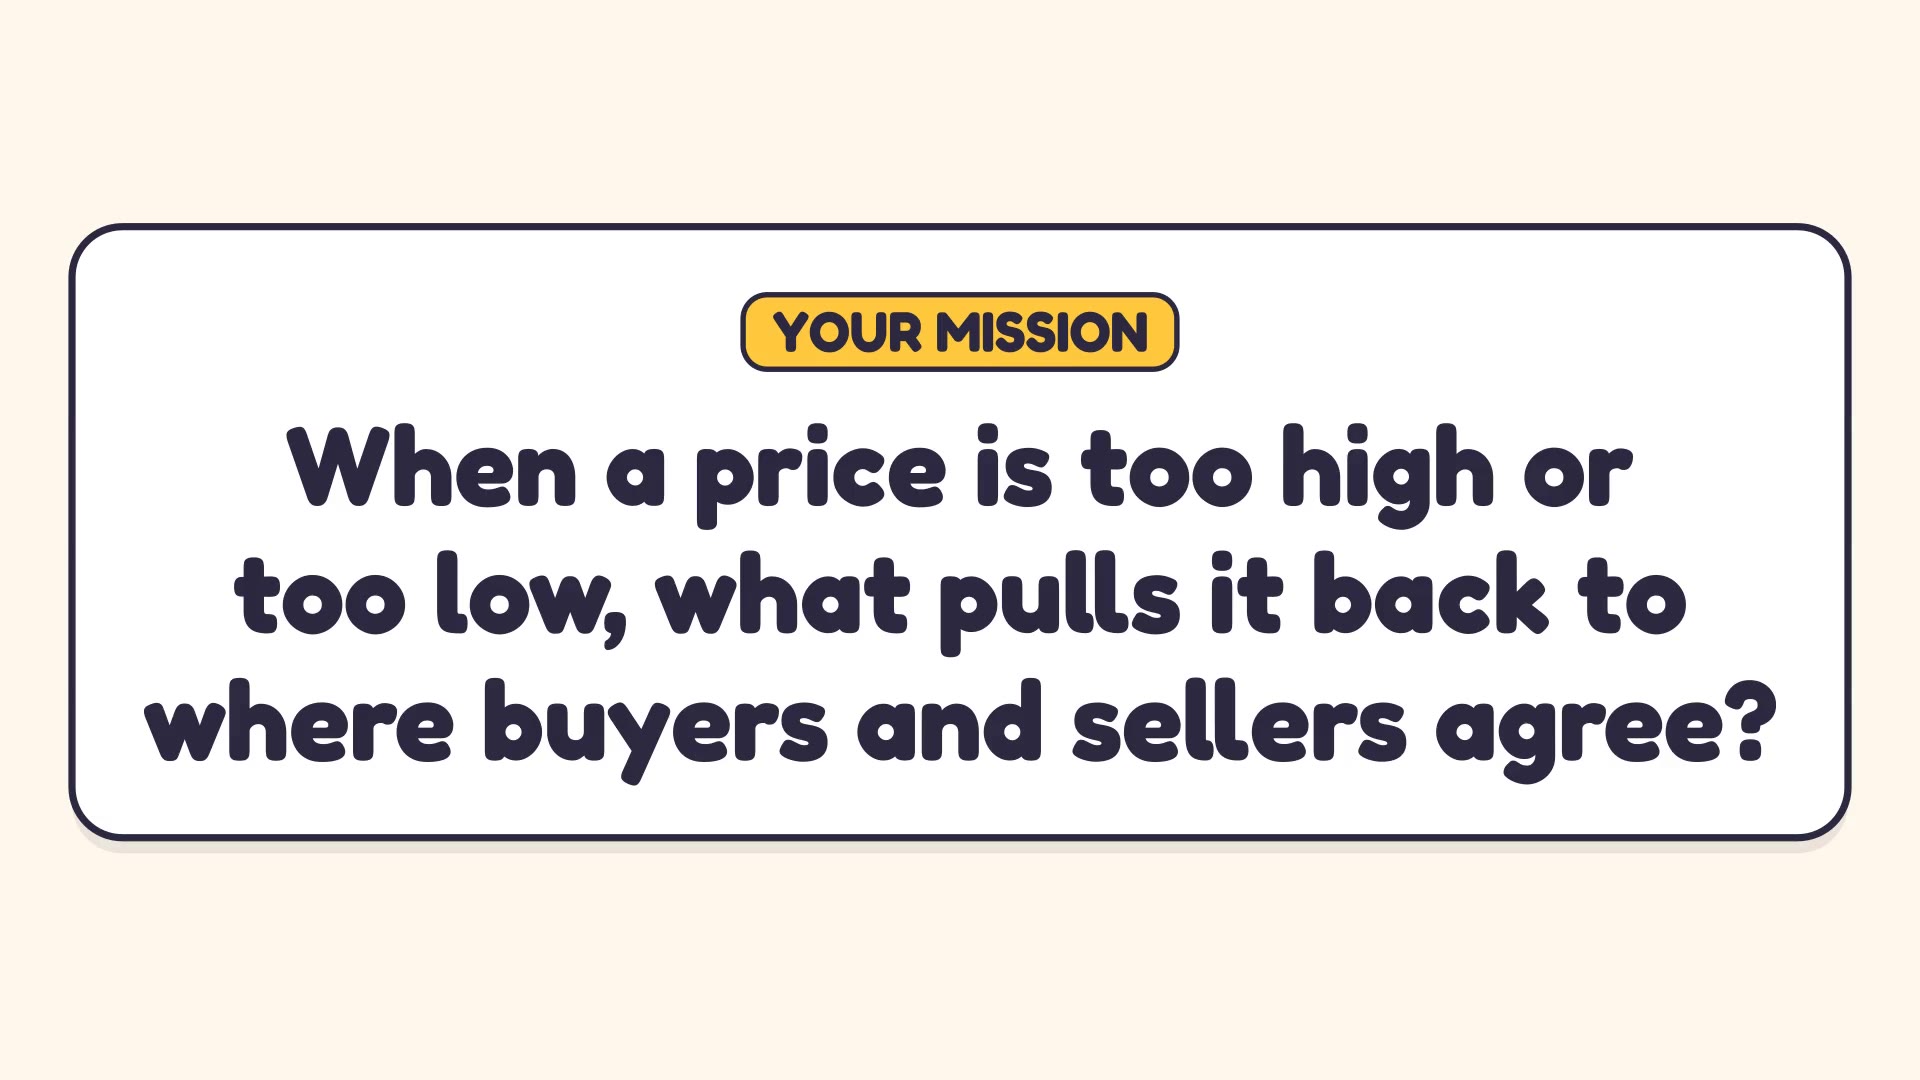 YOUR MISSION
When a price is too high or
too low, what pulls it back to
where buyers and sellers agree?